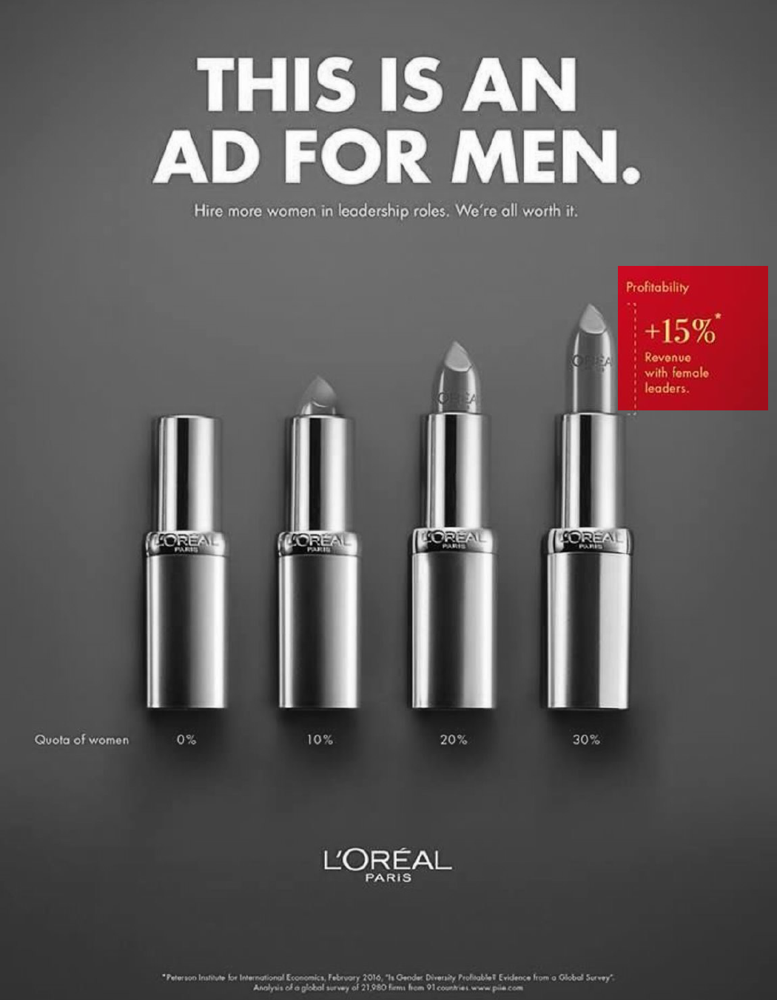 THIS IS AN
AD FOR MEN.
Hire more women in leadership roles. We're all worth it.
Profitability
+15%*
Revenue
with female
leaders.
L'ORÉAL
PARIS
L'ORÉAL
PARIS
L'ORÉAL
PARIS
L'ORÉAL
PARIS
Quota of women 0% 10% 20% 30%
L'ORÉAL
PARIS
*Peterson Institute for International Economics, February 2016, "Is Gender Diversity Profitable? Evidence from a Global Survey".
Analysis of a global survey of 21,980 firms from 91 countries. www.piie.com